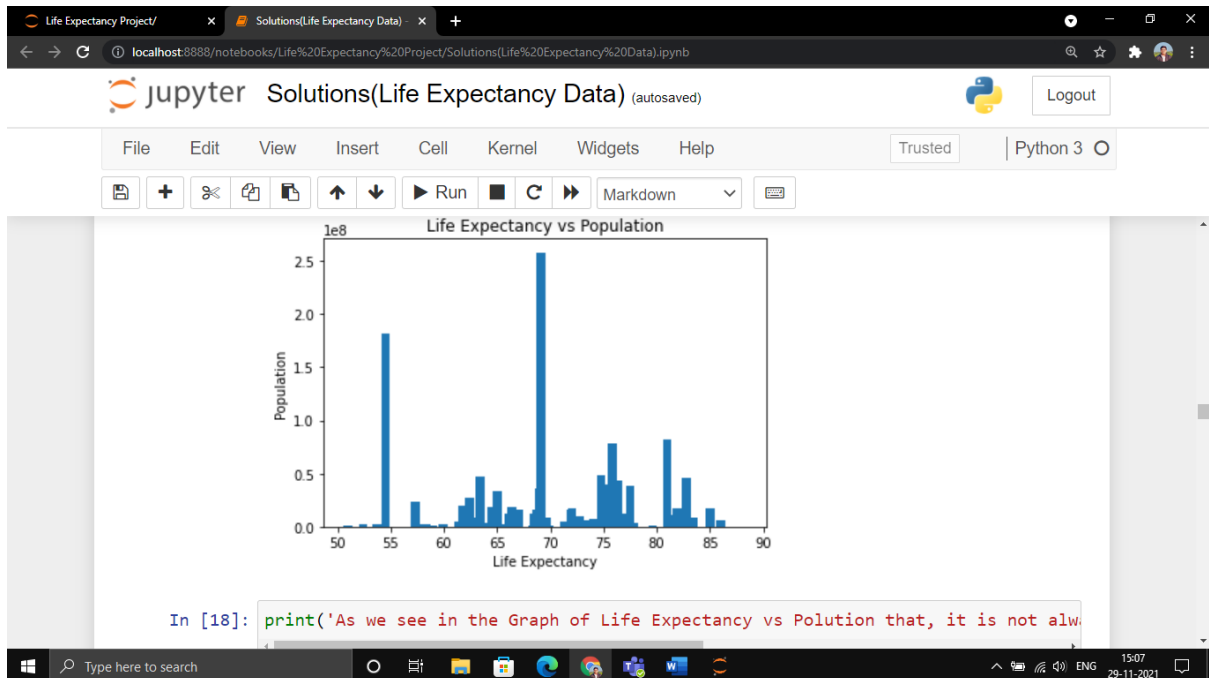 Life Expectancy Project/
Solutions(Life Expectancy Data) -
localhost:8888/notebooks/Life%20Expectancy%20Project/Solutions(Life%20Expectancy%20Data).ipynb
jupyter Solutions(Life Expectancy Data) (autosaved)
Logout
File Edit View Insert Cell Kernel Widgets Help
Trusted
Python 3
Run
Markdown
Life Expectancy vs Population
1e8
2.5
2.0
1.5
1.0
0.5
0.0
Population
50 55 60 65 70 75 80 85 90
Life Expectancy
In [18]: print('As we see in the Graph of Life Expectancy vs Polution that, it is not alw
Type here to search
ENG
15:07
29-11-2021